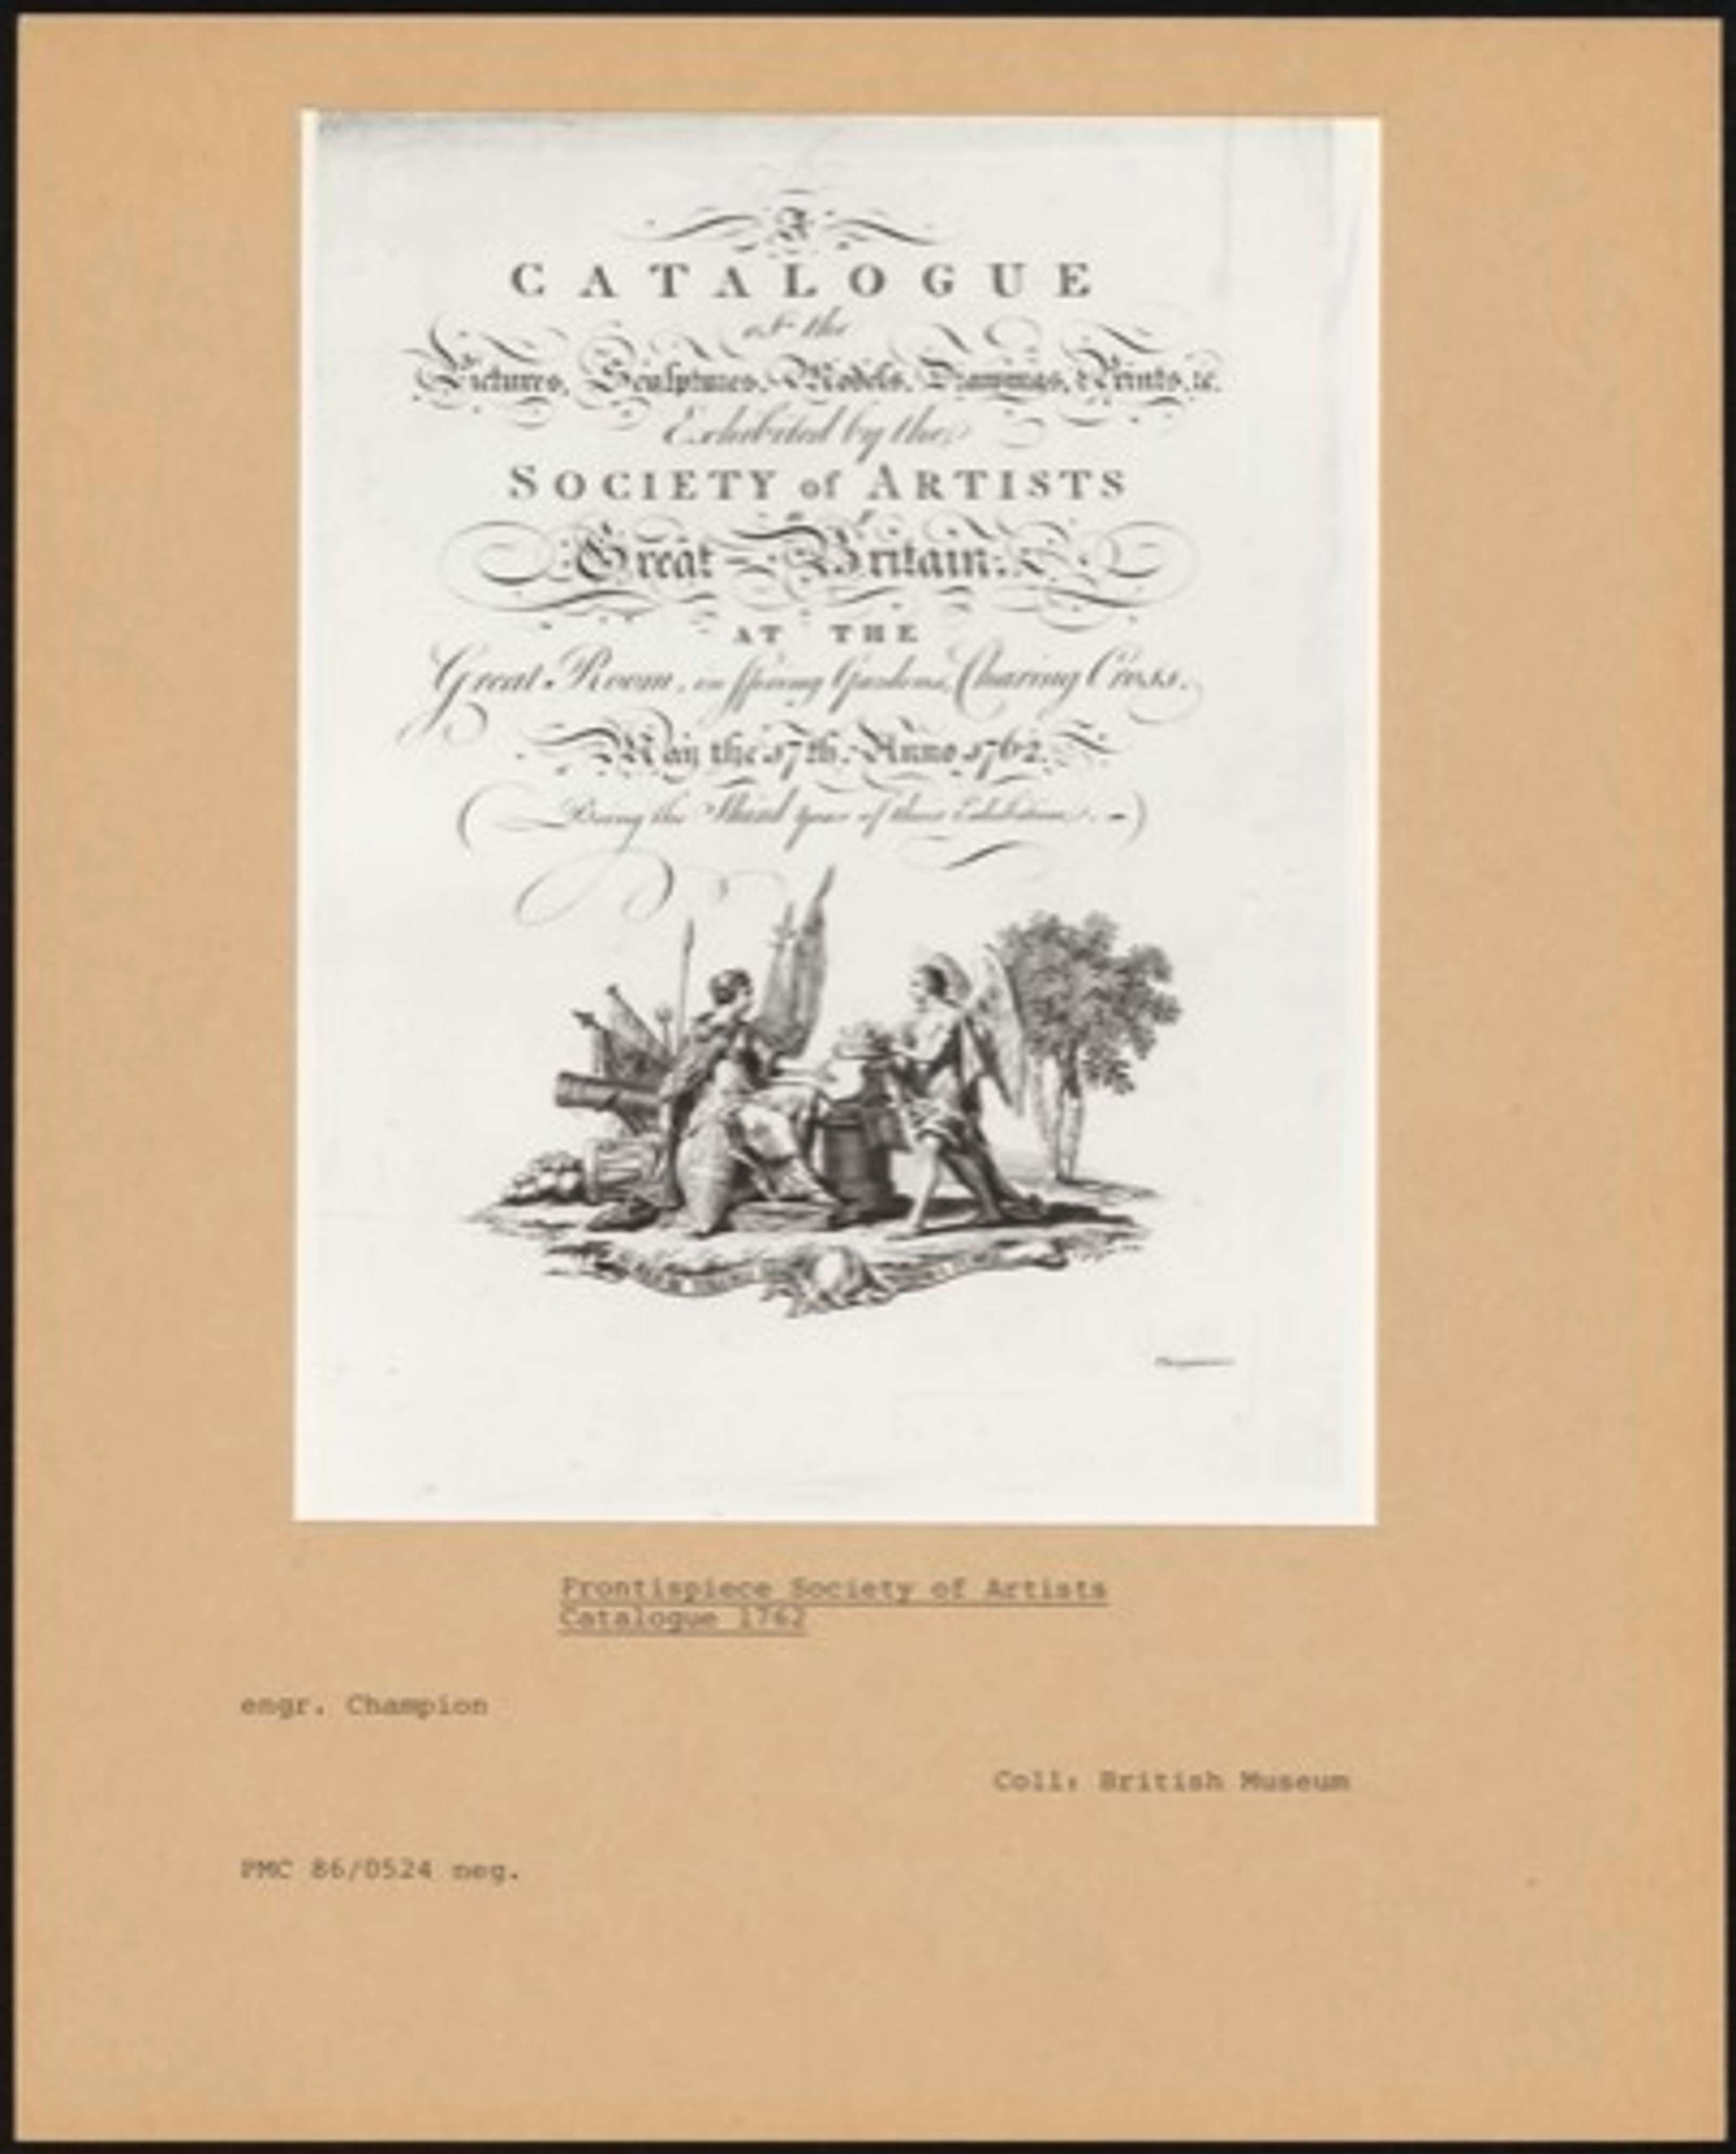 A
CATALOGUE
of the
Pictures, Sculptures, Models, Drawings, & Prints, &c.
Exhibited by the
SOCIETY of ARTISTS
of
Great-Britain
AT THE
Great Room, in Spring Gardens, Charing Cross.
May the 17th. Anno 1762.
(Being the Third Year of their Exhibition.)
Frontispiece Society of Artists
Catalogue 1762
engr. Champion
Coll: British Museum
PMC 86/0524 neg.